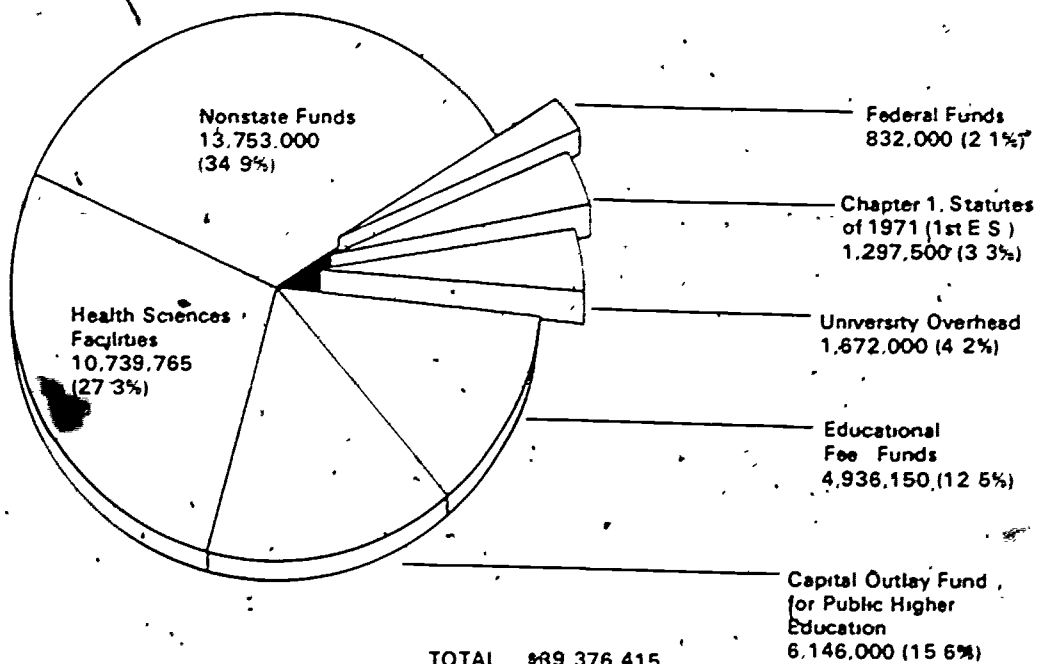 Nonstate Funds
13,753,000
(34 9%)
Federal Funds
832,000 (2 1%)
Chapter 1, Statutes
of 1971 (1st E S )
1,297,500 (3 3%)
University Overhead
1,672,000 (4 2%)
Health Sciences
Facilities
10,739,765
(27 3%)
Educational
Fee Funds
4,936,150 (12 5%)
Capital Outlay Fund
for Public Higher
Education
6,146,000 (15 6%)
TOTAL $39,376,415